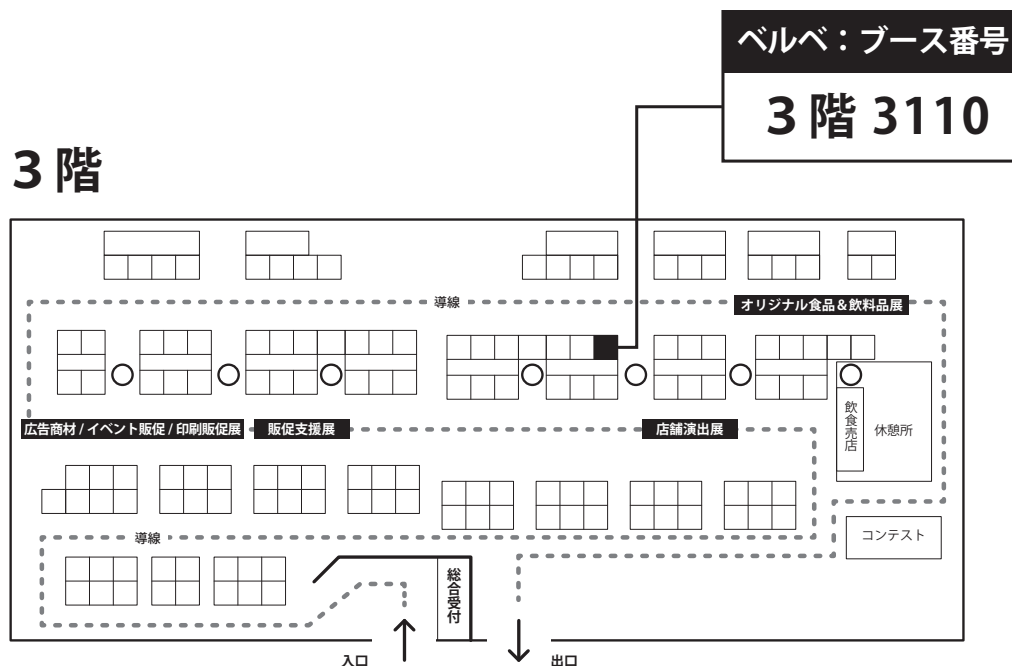 ベルベ：ブース番号
3階 3110
3階
導線
オリジナル食品＆飲料品展
広告商材 / イベント販促 / 印刷販促展
販促支援展
店舗演出展
飲食売店
休憩所
導線
コンテスト
総合受付
入口
出口